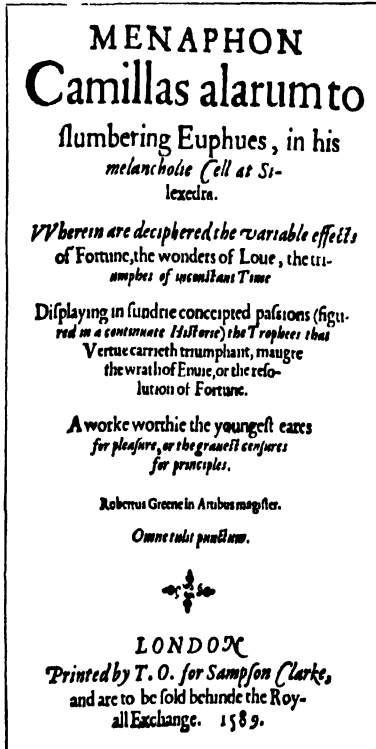 MENAPHON
Camillas alarum to
ſlumbering Euphues, in his
melancholie Cell at Si-
lexedra.
VVherein are deciphered the variable effects
of Fortune, the wonders of Loue, the tri-
umphes of inconſtant Time
Diſplaying in ſundrie conceipted paſsions (figu-
red in a continuate Hiſtorie) the Trophees that
Vertue carrieth triumphant, maugre
the wrath of Enuie, or the reſo-
lution of Fortune.
A worke worthie the youngeſt eares
for pleaſure, or the graueſt cenſures
for principles.
Robertus Greene in Artibus magiſter.
Omne tulit punctum.
LONDON
Printed by T. O. for Sampſon Clarke,
and are to be ſold behinde the Roy-
all Exchange. 1589.